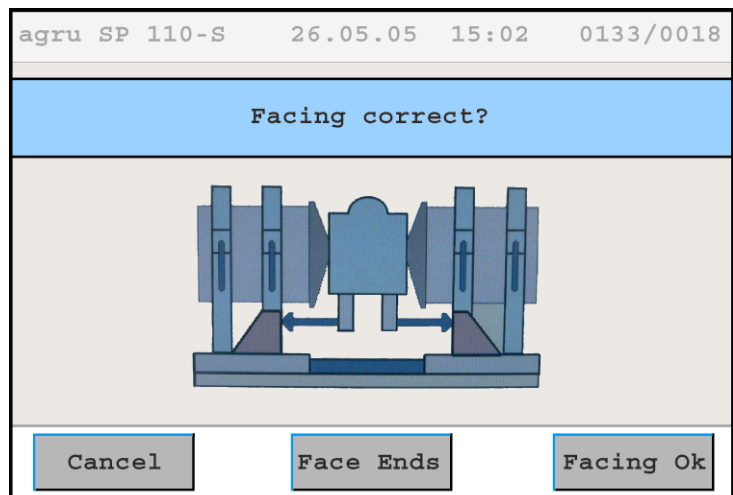 agru SP 110-S 26.05.05 15:02 0133/0018
Facing correct?
Cancel Face Ends Facing Ok